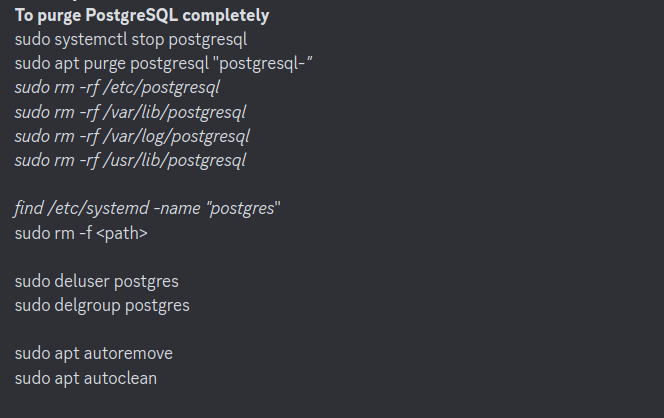 To purge PostgreSQL completely
sudo systemctl stop postgresql
sudo apt purge postgresql "postgresql-”
sudo rm -rf /etc/postgresql
sudo rm -rf /var/lib/postgresql
sudo rm -rf /var/log/postgresql
sudo rm -rf /usr/lib/postgresql
find /etc/systemd -name "postgres"
sudo rm -f <path>
sudo deluser postgres
sudo delgroup postgres
sudo apt autoremove
sudo apt autoclean